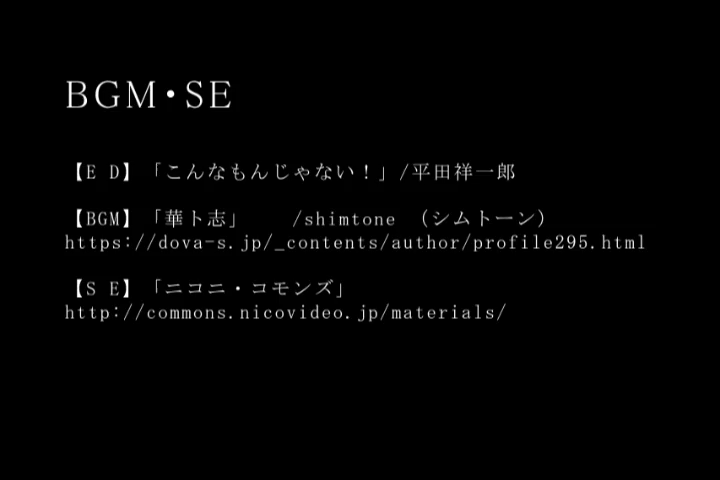 BGM・SE
【E D】「こんなもんじゃない！」/平田祥一郎
【BGM】「華ト志」　　/shimtone （シムトーン）
https://dova-s.jp/_contents/author/profile295.html
【S E】「ニコニ・コモンズ」
http://commons.nicovideo.jp/materials/